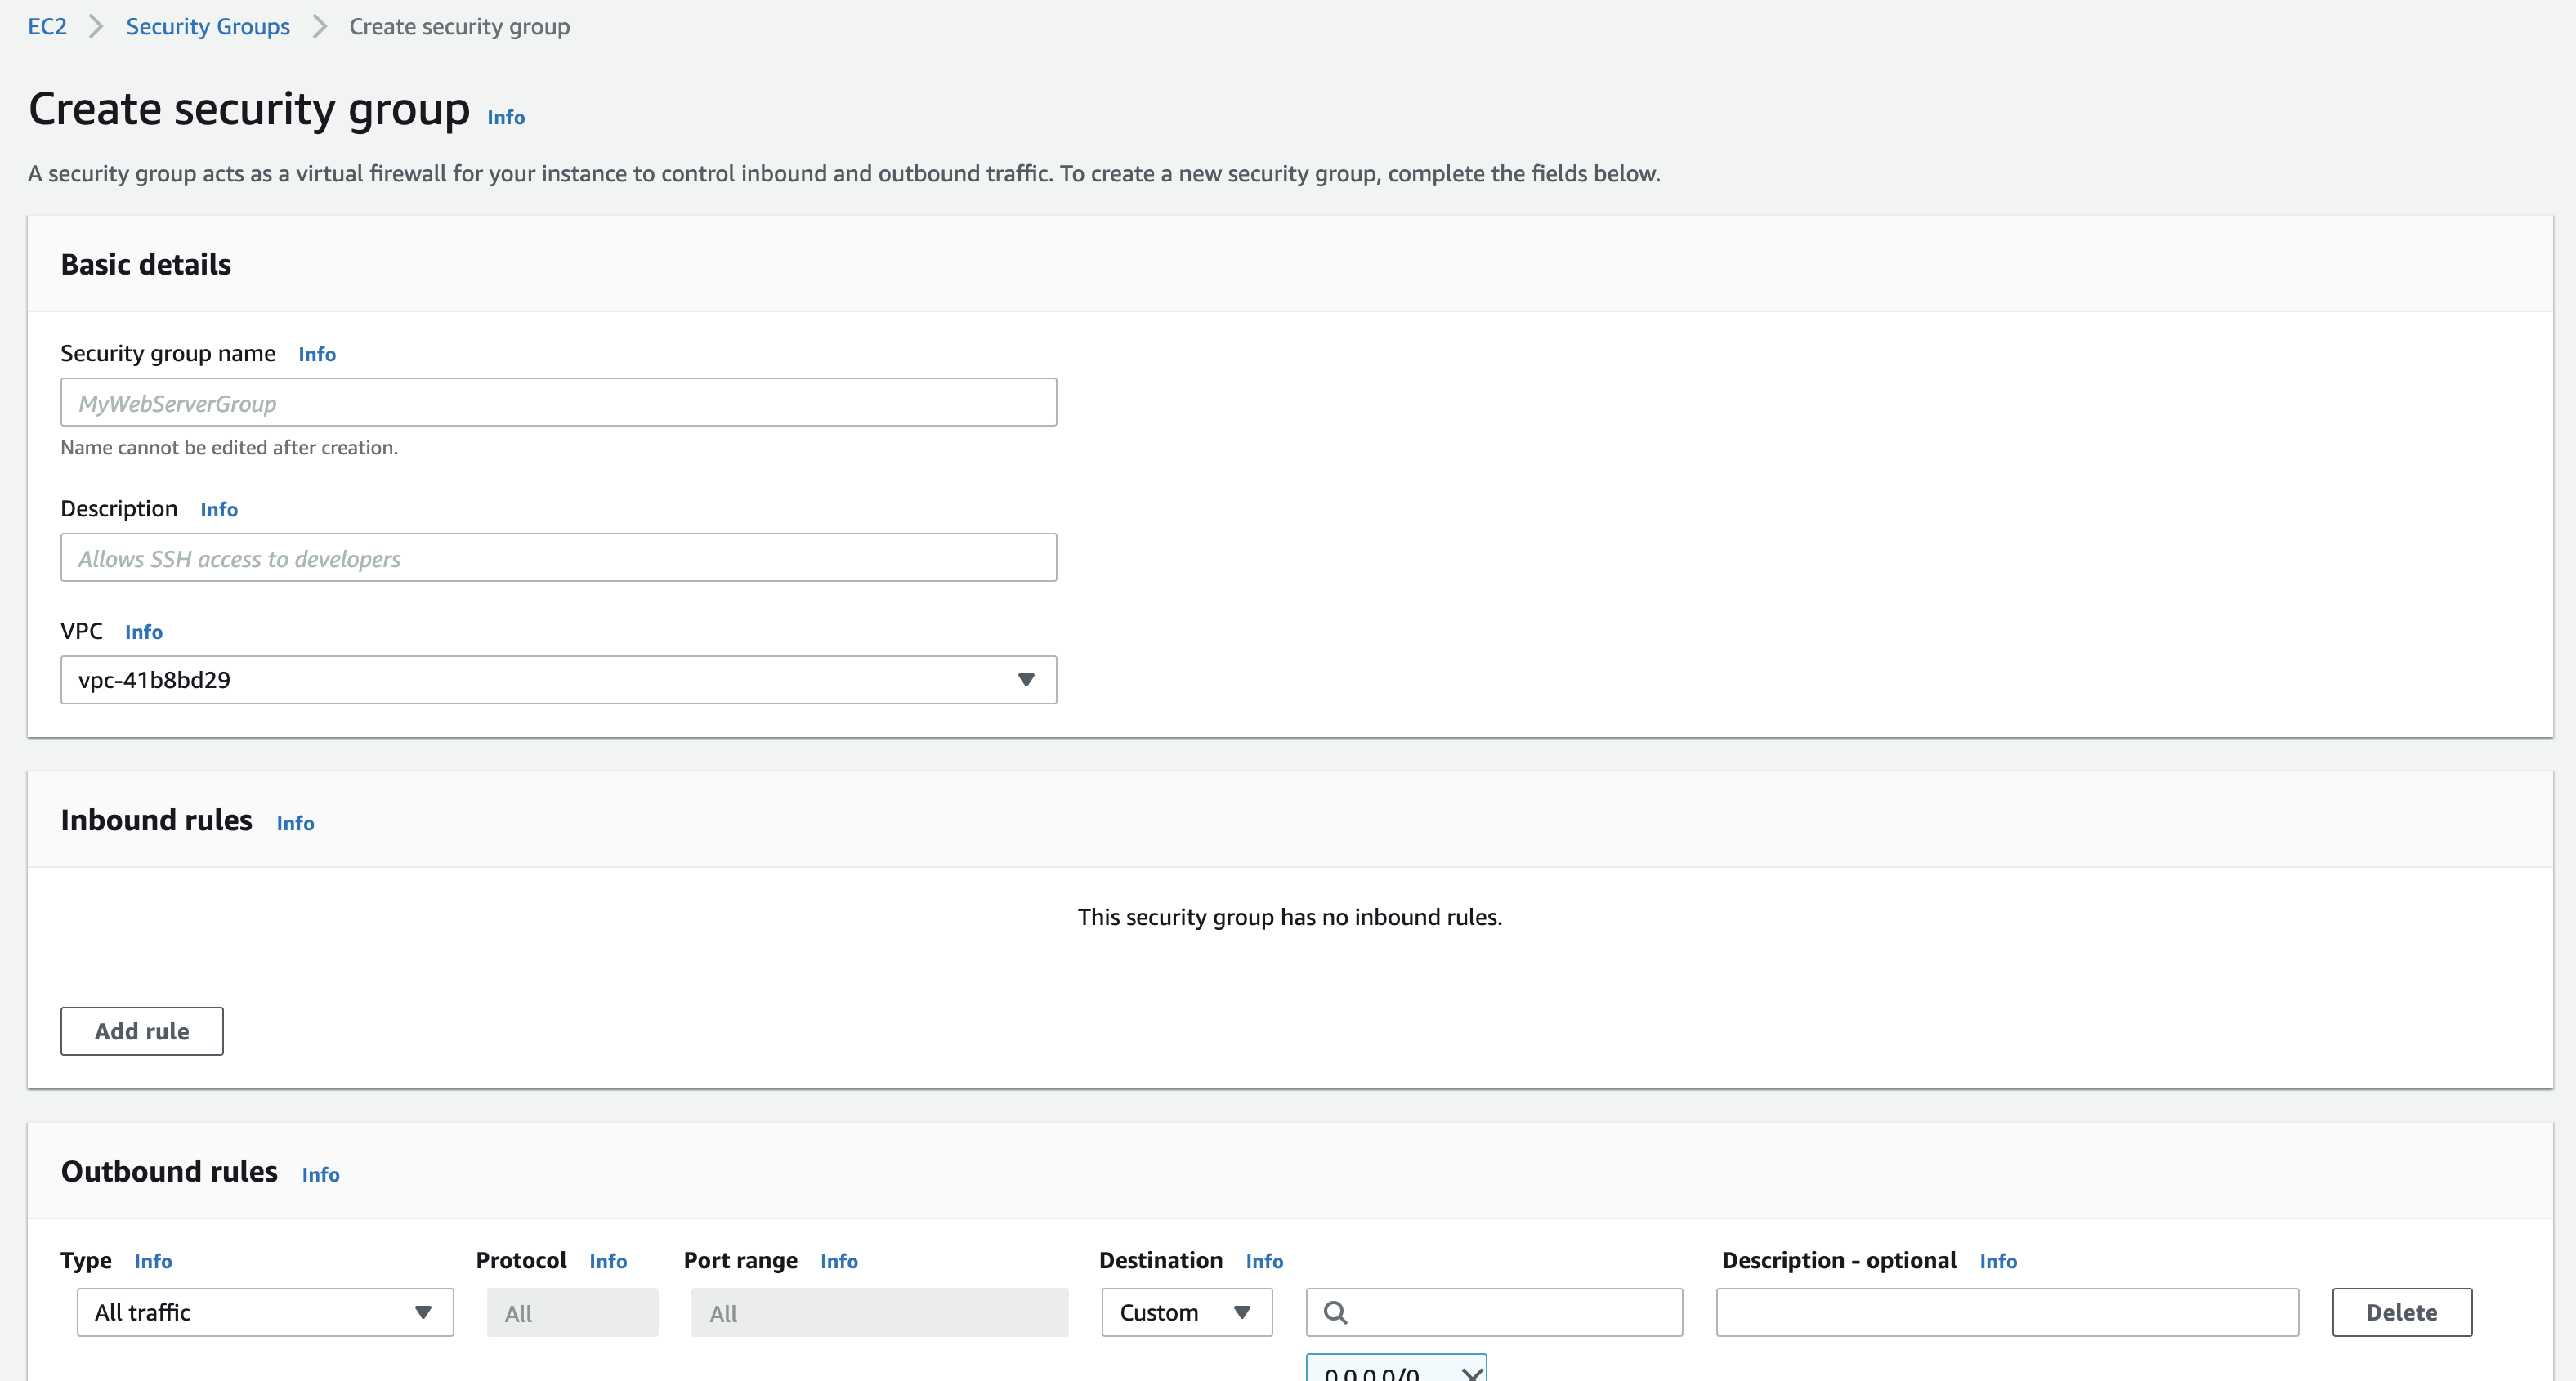 EC2 > Security Groups > Create security group
Create security group Info
A security group acts as a virtual firewall for your instance to control inbound and outbound traffic. To create a new security group, complete the fields below.
Basic details
Security group name Info
MyWebServerGroup
Name cannot be edited after creation.
Description Info
Allows SSH access to developers
VPC Info
vpc-41b8bd29
Inbound rules Info
This security group has no inbound rules.
Add rule
Outbound rules Info
Type Info Protocol Info Port range Info Destination Info Description - optional Info
All traffic All All Custom Delete
0.0.0.0/0